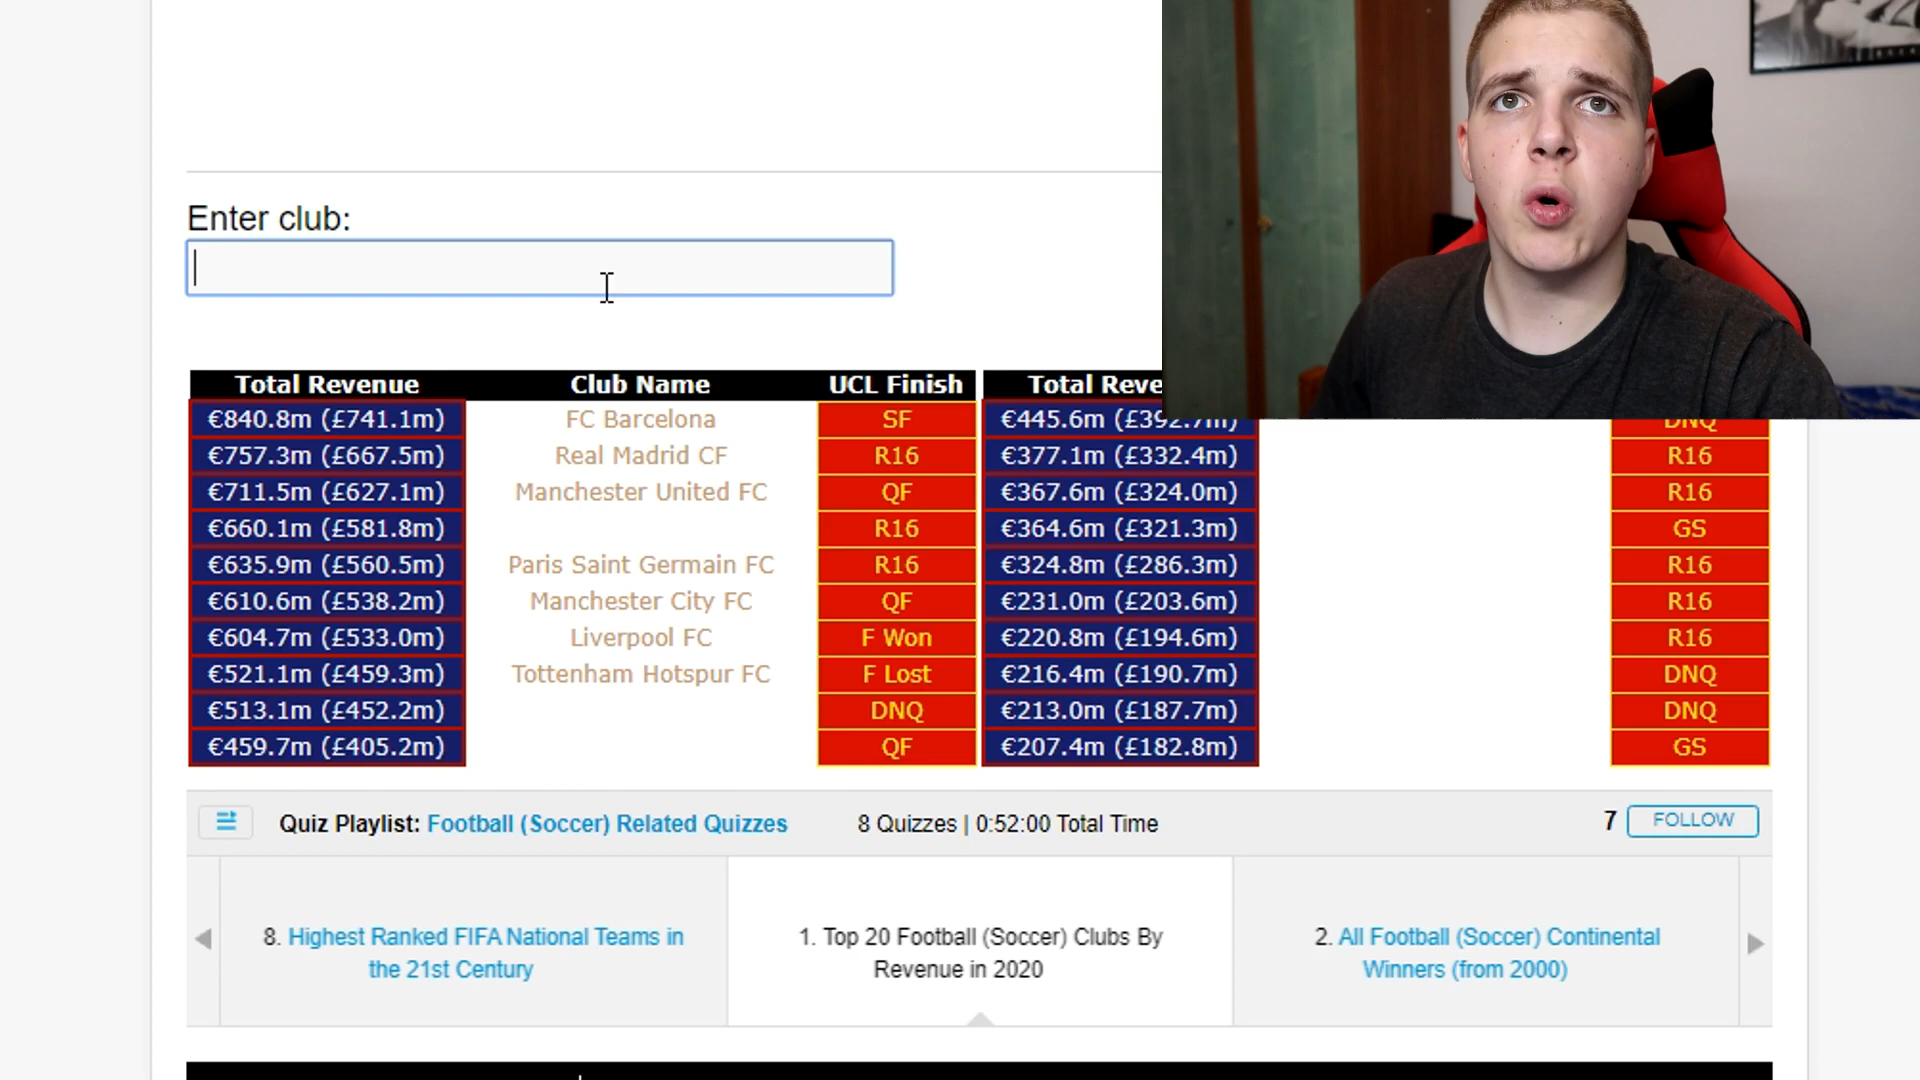 Enter club:
Total Revenue Club Name UCL Finish Total Reve
€840.8m (£741.1m) FC Barcelona SF €445.6m (£392.7m) DNQ
€757.3m (£667.5m) Real Madrid CF R16 €377.1m (£332.4m) R16
€711.5m (£627.1m) Manchester United FC QF €367.6m (£324.0m) R16
€660.1m (£581.8m) R16 €364.6m (£321.3m) GS
€635.9m (£560.5m) Paris Saint Germain FC R16 €324.8m (£286.3m) R16
€610.6m (£538.2m) Manchester City FC QF €231.0m (£203.6m) R16
€604.7m (£533.0m) Liverpool FC F Won €220.8m (£194.6m) R16
€521.1m (£459.3m) Tottenham Hotspur FC F Lost €216.4m (£190.7m) DNQ
€513.1m (£452.2m) DNQ €213.0m (£187.7m) DNQ
€459.7m (£405.2m) QF €207.4m (£182.8m) GS
Quiz Playlist: Football (Soccer) Related Quizzes 8 Quizzes | 0:52:00 Total Time 7 FOLLOW
8. Highest Ranked FIFA National Teams in
the 21st Century
1. Top 20 Football (Soccer) Clubs By
Revenue in 2020
2. All Football (Soccer) Continental
Winners (from 2000)